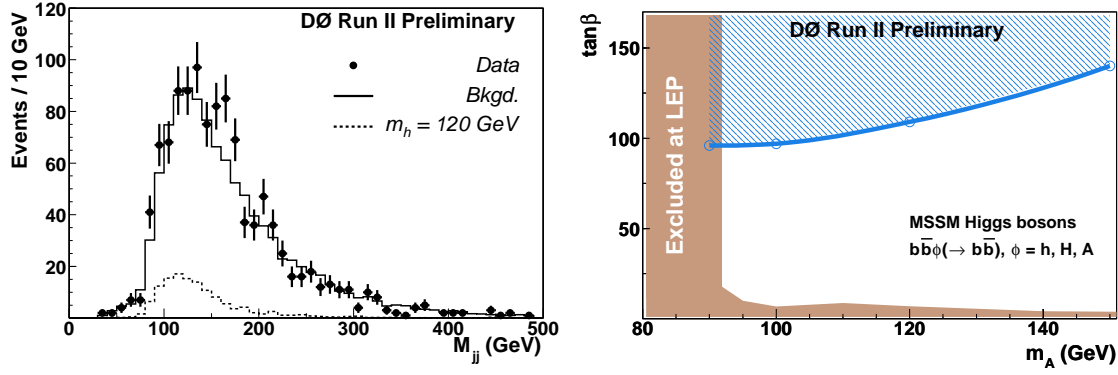 DØ Run II Preliminary
Events / 10 GeV
120
100
80
60
40
20
Data
Bkgd.
m_h = 120 GeV
0 100 200 300 400 500
M_jj (GeV)
DØ Run II Preliminary
tanβ
150
100
50
Excluded at LEP
MSSM Higgs bosons
bb̅φ(→ bb̅), φ = h, H, A
80 100 120 140
m_A (GeV)